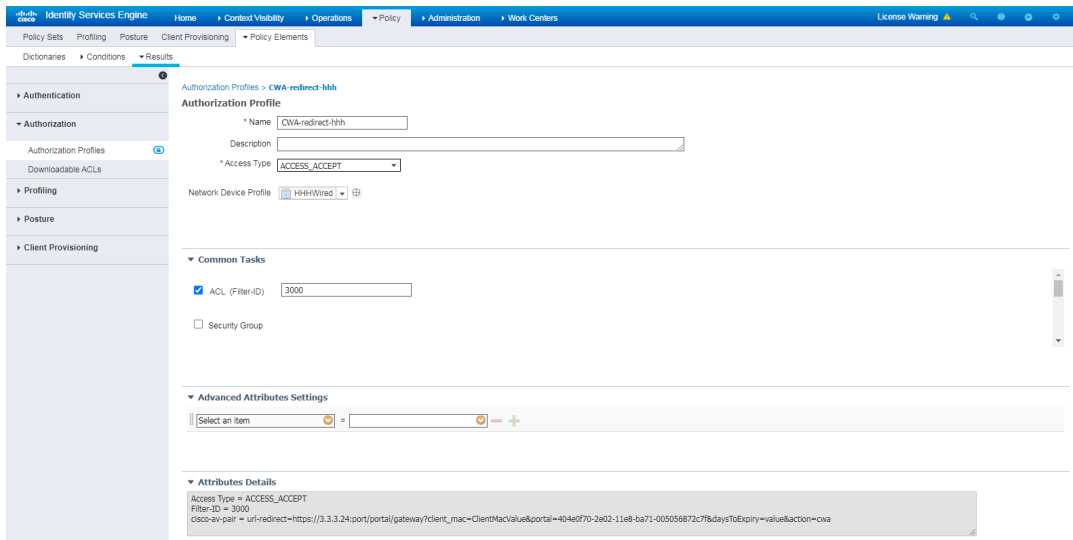 cisco Identity Services Engine Home Context Visibility Operations Policy Administration Work Centers License Warning
Policy Sets Profiling Posture Client Provisioning Policy Elements
Dictionaries Conditions Results
Authentication
Authorization
Authorization Profiles
Downloadable ACLs
Profiling
Posture
Client Provisioning
Authorization Profiles > CWA-redirect-hhh
Authorization Profile
* Name CWA-redirect-hhh
Description
* Access Type ACCESS_ACCEPT
Network Device Profile HHHWired
Common Tasks
ACL (Filter-ID) 3000
Security Group
Advanced Attributes Settings
Select an item =
Attributes Details
Access Type = ACCESS_ACCEPT
Filter-ID = 3000
cisco-av-pair = url-redirect=https://3.3.3.24:port/portal/gateway?client_mac=ClientMacValue&portal=404e0f70-2e02-11e8-ba71-005056872c7f&daysToExpiry=value&action=cwa